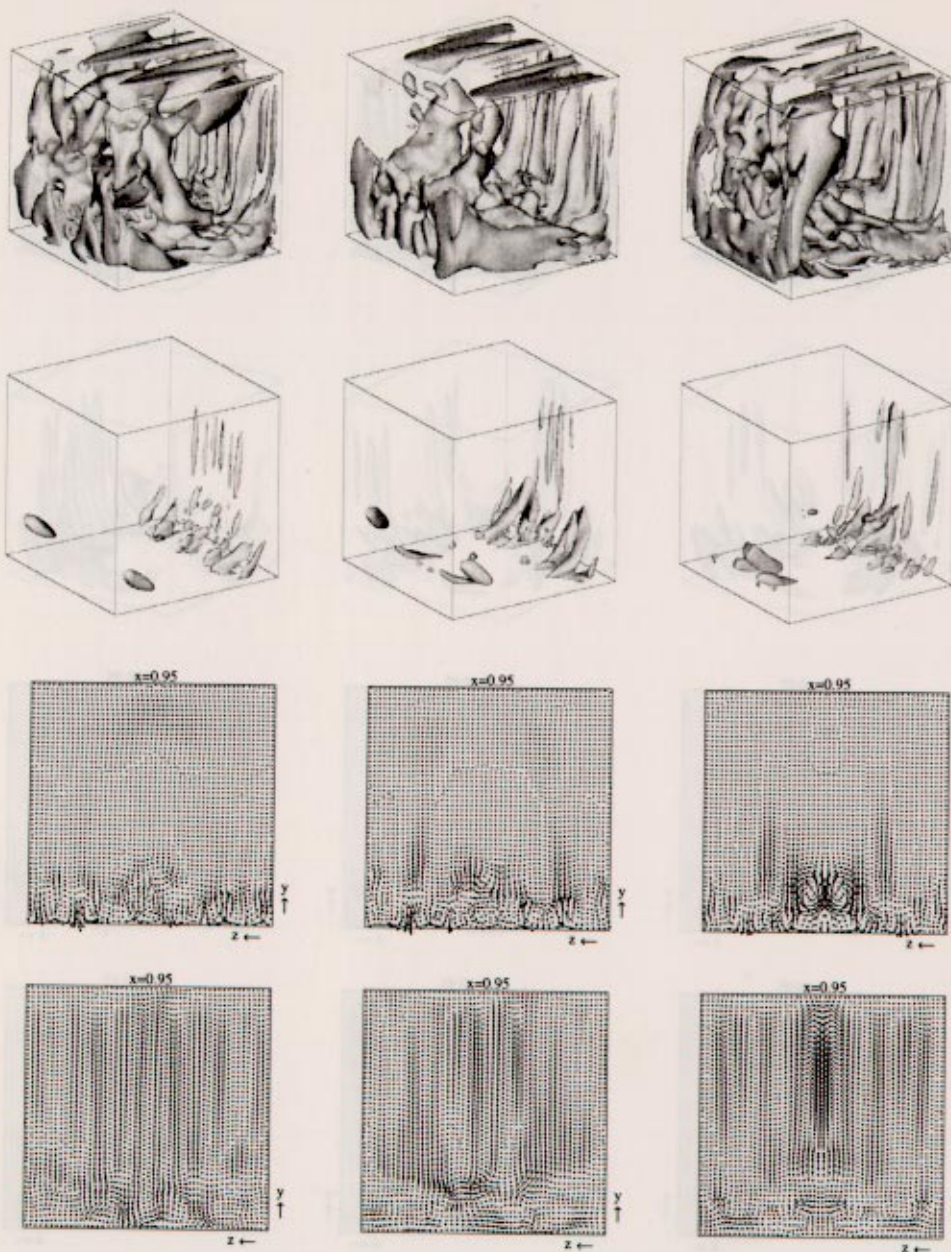 x=0.95
x=0.95
x=0.95
y
↑
z ←
y
↑
z ←
y
↑
z ←
x=0.95
x=0.95
x=0.95
y
↑
z ←
y
↑
z ←
y
↑
z ←